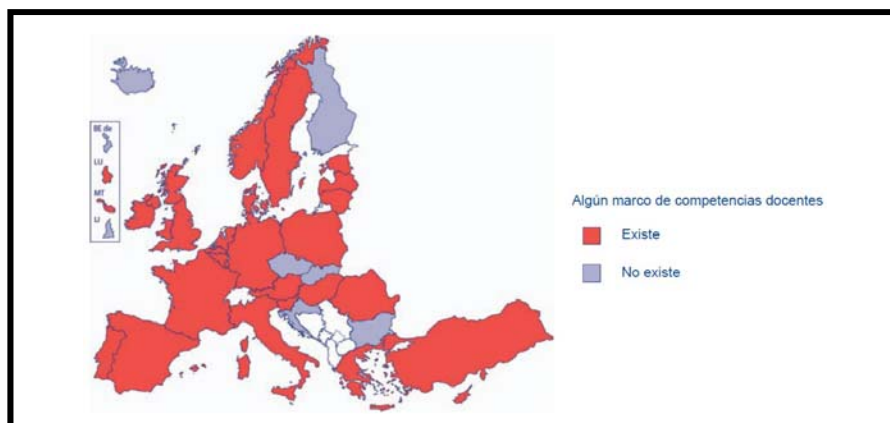 BE de
LU
MT
LI
Algún marco de competencias docentes
Existe
No existe